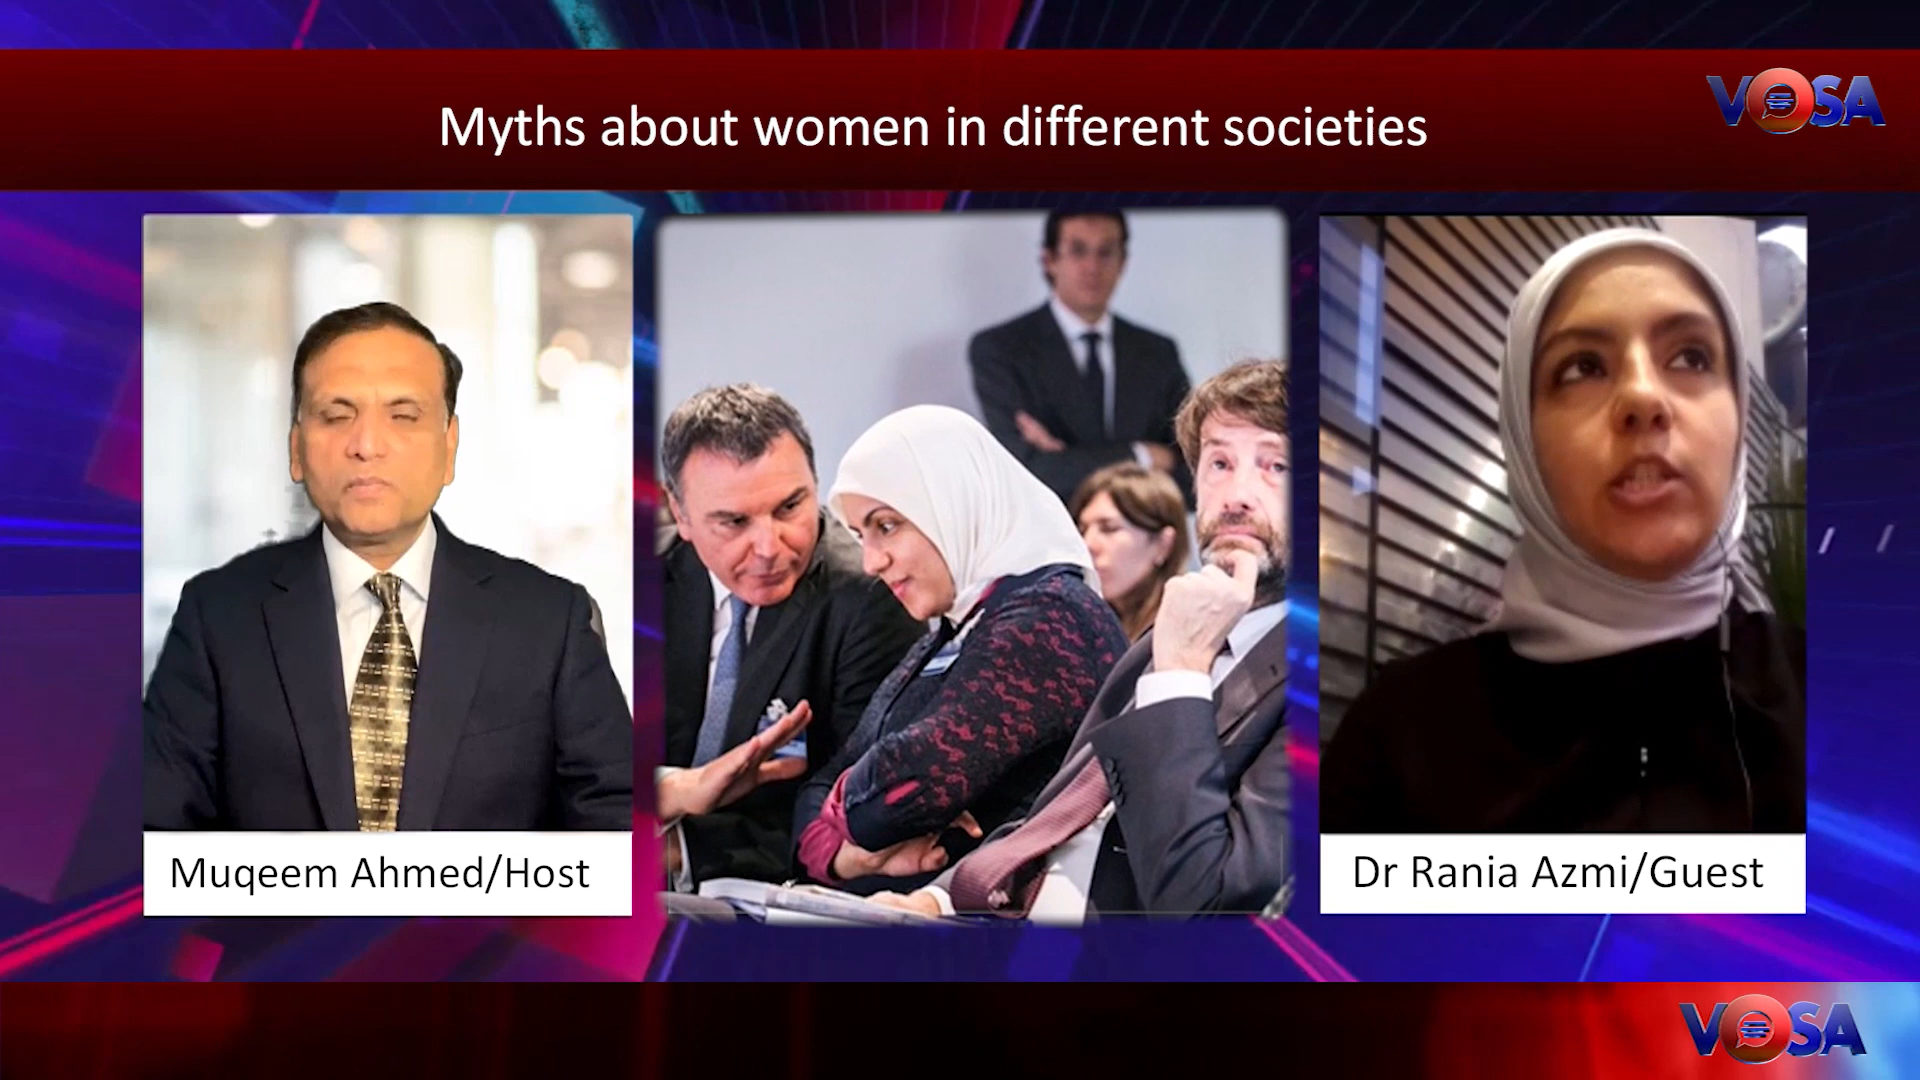 Myths about women in different societies
VOSA
Muqeem Ahmed/Host
Dr Rania Azmi/Guest
VOSA